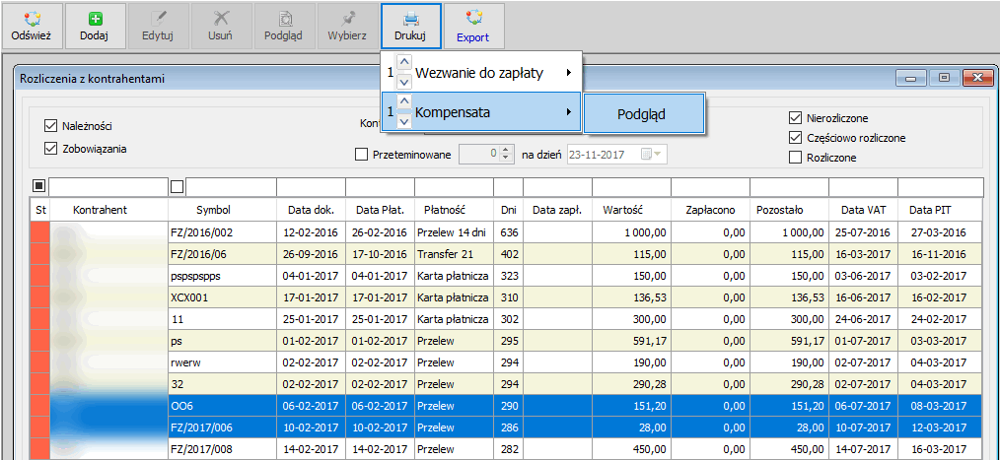 Odśwież Dodaj Edytuj Usuń Podgląd Wybierz Drukuj Export
1 Wezwanie do zapłaty
Rozliczenia z kontrahentami
1 Kompensata Podgląd
Należności Kon Nierozliczone
Częściowo rozliczone
Zobowiązania Przeteminowane 0 na dzień 23-11-2017
Rozliczone
St Kontrahent Symbol Data dok. Data Płat. Płatność Dni Data zapł. Wartość Zapłacono Pozostało Data VAT Data PIT
FZ/2016/002 12-02-2016 26-02-2016 Przelew 14 dni 636 1 000,00 0,00 1 000,00 25-07-2016 27-03-2016
FZ/2016/06 26-09-2016 17-10-2016 Transfer 21 402 115,00 0,00 115,00 16-03-2017 16-11-2016
pspspspps 04-01-2017 04-01-2017 Karta płatnicza 323 150,00 0,00 150,00 03-06-2017 03-02-2017
XCX001 17-01-2017 17-01-2017 Karta płatnicza 310 136,53 0,00 136,53 16-06-2017 16-02-2017
11 25-01-2017 25-01-2017 Karta płatnicza 302 300,00 0,00 300,00 24-06-2017 24-02-2017
ps 01-02-2017 01-02-2017 Przelew 295 591,17 0,00 591,17 01-07-2017 03-03-2017
rwerw 02-02-2017 02-02-2017 Przelew 294 190,00 0,00 190,00 02-07-2017 04-03-2017
32 02-02-2017 02-02-2017 Przelew 294 290,28 0,00 290,28 02-07-2017 04-03-2017
OO6 06-02-2017 06-02-2017 Przelew 290 151,20 0,00 151,20 06-07-2017 08-03-2017
FZ/2017/006 10-02-2017 10-02-2017 Przelew 286 28,00 0,00 28,00 10-07-2017 12-03-2017
FZ/2017/008 14-02-2017 14-02-2017 Przelew 282 450,00 0,00 450,00 14-07-2017 16-03-2017